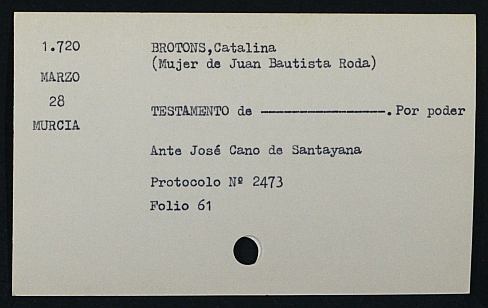 1.720
MARZO
28
MURCIA
BROTONS,Catalina
(Mujer de Juan Bautista Roda)
TESTAMENTO de ----------------.Por poder
Ante José Cano de Santayana
Protocolo Nº 2473
Folio 61